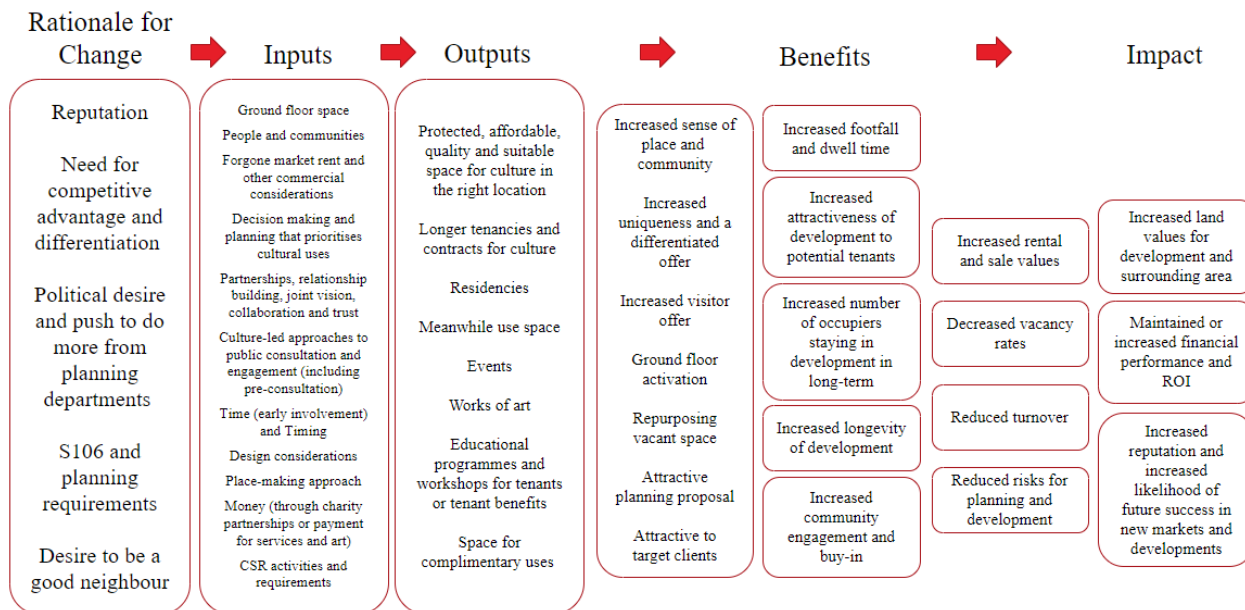 Rationale for
Change
Inputs
Outputs
Benefits
Impact
Reputation
Need for
competitive
advantage and
differentiation
Political desire
and push to do
more from
planning
departments
S106 and
planning
requirements
Desire to be a
good neighbour
Ground floor space
People and communities
Forgone market rent and
other commercial
considerations
Decision making and
planning that prioritises
cultural uses
Partnerships, relationship
building, joint vision,
collaboration and trust
Culture-led approaches to
public consultation and
engagement (including
pre-consultation)
Time (early involvement)
and Timing
Design considerations
Place-making approach
Money (through charity
partnerships or payment
for services and art)
CSR activities and
requirements
Protected, affordable,
quality and suitable
space for culture in
the right location
Longer tenancies and
contracts for culture
Residencies
Meanwhile use space
Events
Works of art
Educational
programmes and
workshops for tenants
or tenant benefits
Space for
complimentary uses
Increased sense of
place and
community
Increased
uniqueness and a
differentiated
offer
Increased visitor
offer
Ground floor
activation
Repurposing
vacant space
Attractive
planning proposal
Attractive to
target clients
Increased footfall
and dwell time
Increased
attractiveness of
development to
potential tenants
Increased number
of occupiers
staying in
development in
long-term
Increased longevity
of development
Increased
community
engagement and
buy-in
Increased rental
and sale values
Decreased vacancy
rates
Reduced turnover
Reduced risks for
planning and
development
Increased land
values for
development and
surrounding area
Maintained or
increased financial
performance and
ROI
Increased
reputation and
increased
likelihood of
future success in
new markets and
developments